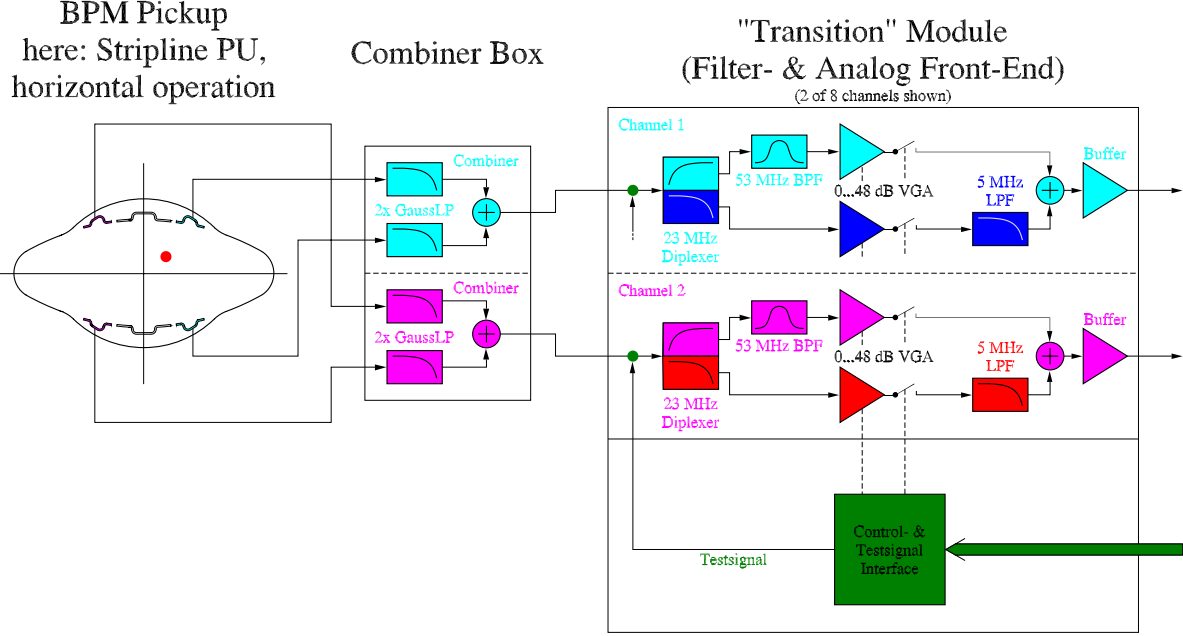 BPM Pickup
here: Stripline PU,
horizontal operation
Combiner Box
"Transition" Module
(Filter- & Analog Front-End)
(2 of 8 channels shown)
Combiner
2x GaussLP
Combiner
2x GaussLP
Channel 1
53 MHz BPF
0...48 dB VGA
23 MHz
Diplexer
5 MHz
LPF
Buffer
Channel 2
53 MHz BPF
0...48 dB VGA
23 MHz
Diplexer
5 MHz
LPF
Buffer
Testsignal
Control- &
Testsignal
Interface